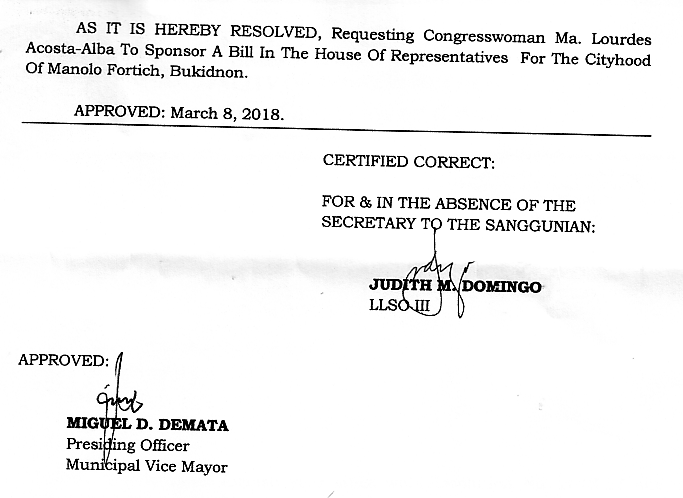 AS IT IS HEREBY RESOLVED, Requesting Congresswoman Ma. Lourdes
Acosta-Alba To Sponsor A Bill In The House Of Representatives For The Cityhood
Of Manolo Fortich, Bukidnon.
APPROVED: March 8, 2018.
CERTIFIED CORRECT:
FOR & IN THE ABSENCE OF THE
SECRETARY TO THE SANGGUNIAN:
JUDITH M. DOMINGO
LLSO III
APPROVED:
MIGUEL D. DEMATA
Presiding Officer
Municipal Vice Mayor